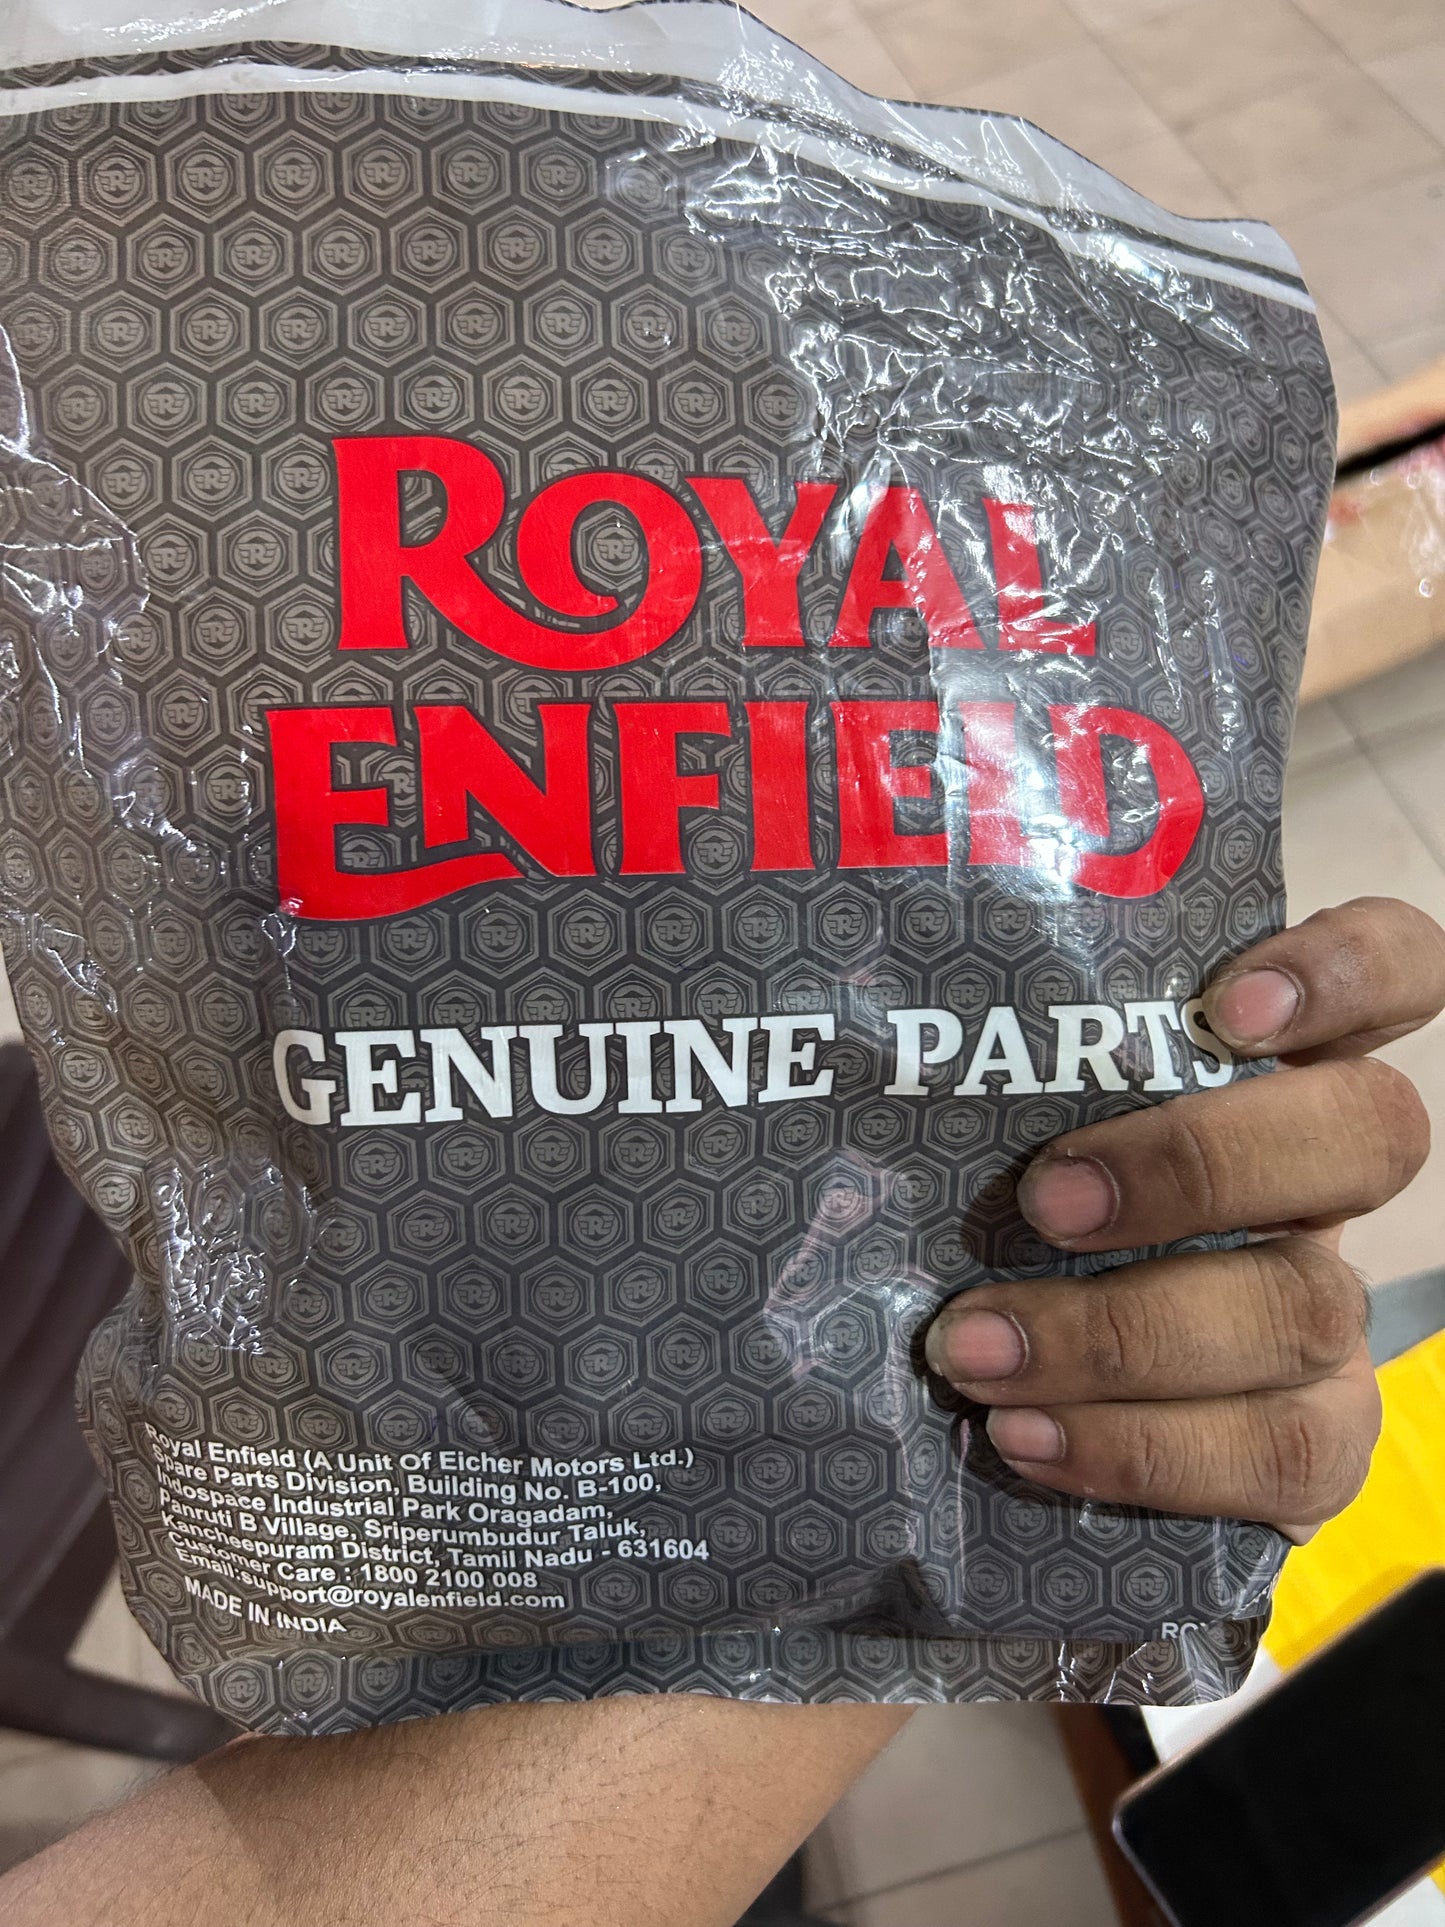 ROYAL
ENFIELD
GENUINE PARTS
Royal Enfield (A Unit Of Eicher Motors Ltd.)
Spare Parts Division, Building No. B-100,
Indospace Industrial Park Oragadam,
Panruti B Village, Sriperumbudur Taluk,
Kancheepuram District, Tamil Nadu - 631604
Customer Care : 1800 2100 008
Email:support@royalenfield.com
MADE IN INDIA